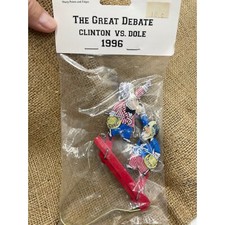 THE GREAT DEBATE
CLINTON VS. DOLE
1996